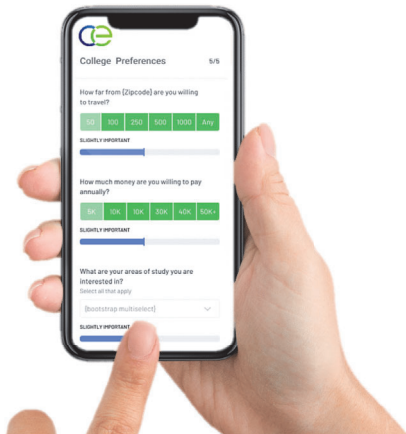 ce
College Preferences 5/5
How far from [Zipcode] are you willing
to travel?
50 100 250 500 1000 Any
SLIGHTLY IMPORTANT
How much money are you willing to pay
annually?
5K 10K 10K 30K 40K 50K+
SLIGHTLY IMPORTANT
What are your areas of study you are
interested in?
Select all that apply
[bootstrap multiselect]
SLIGHTLY IMPORTANT